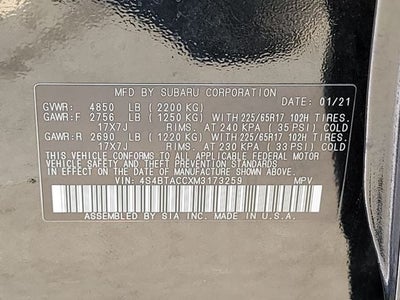 MFD BY SUBARU CORPORATION DATE: 01/21
GVWR: 4850 LB (2200 KG)
GAWR:F 2756 LB (1250 KG) WITH 225/65R17 102H TIRES.
17X7J RIMS. AT 240 KPA (35 PSI) COLD
GAWR:R 2690 LB (1220 KG) WITH 225/65R17 102H TIRES.
17X7J RIMS. AT 230 KPA (33 PSI) COLD
THIS VEHICLE CONFORMS TO ALL APPLICABLE FEDERAL MOTOR
VEHICLE SAFETY AND THEFT PREVENTION STANDARDS IN
EFFECT ON THE DATE OF MANUFACTURE SHOWN ABOVE.
VIN: 4S4BTACCXM3173259 MPV
ASSEMBLED BY SIA INC. MADE IN U.S.A.